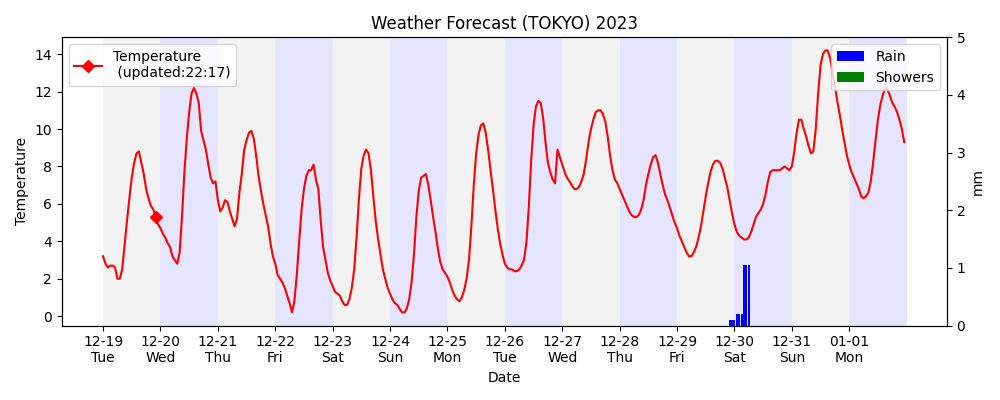 Weather Forecast (TOKYO) 2023
Temperature
(updated:22:17)
Rain
Showers
Temperature
14
12
10
8
6
4
2
0
5
4
3
2
1
0
mm
12-19 12-20 12-21 12-22 12-23 12-24 12-25 12-26 12-27 12-28 12-29 12-30 12-31 01-01
Tue Wed Thu Fri Sat Sun Mon Tue Wed Thu Fri Sat Sun Mon
Date